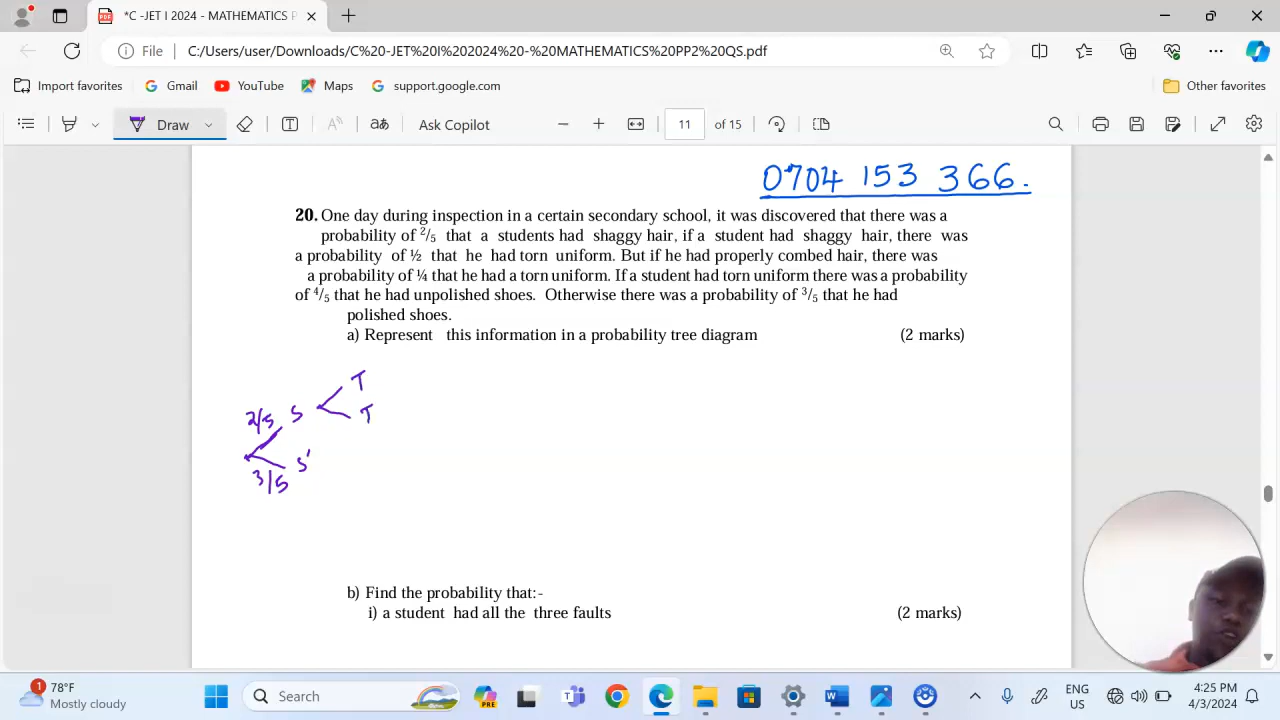 *C -JET I 2024 - MATHEMATICS P
File
C:/Users/user/Downloads/C%20-JET%20I%202024%20-%20MATHEMATICS%20PP2%20QS.pdf
Import favorites
Gmail
YouTube
Maps
support.google.com
Other favorites
Draw
Ask Copilot
11
of 15
0704 153 366.
20. One day during inspection in a certain secondary school, it was discovered that there was a
probability of 2/5 that a students had shaggy hair, if a student had shaggy hair, there was
a probability of ½ that he had torn uniform. But if he had properly combed hair, there was
a probability of ¼ that he had a torn uniform. If a student had torn uniform there was a probability
of 4/5 that he had unpolished shoes. Otherwise there was a probability of 3/5 that he had
polished shoes.
a) Represent this information in a probability tree diagram (2 marks)
T
2/5 S T
3/5 S'
b) Find the probability that:-
i) a student had all the three faults (2 marks)
1
78°F
Mostly cloudy
Search
PRE
ENG
US
4:25 PM
4/3/2024